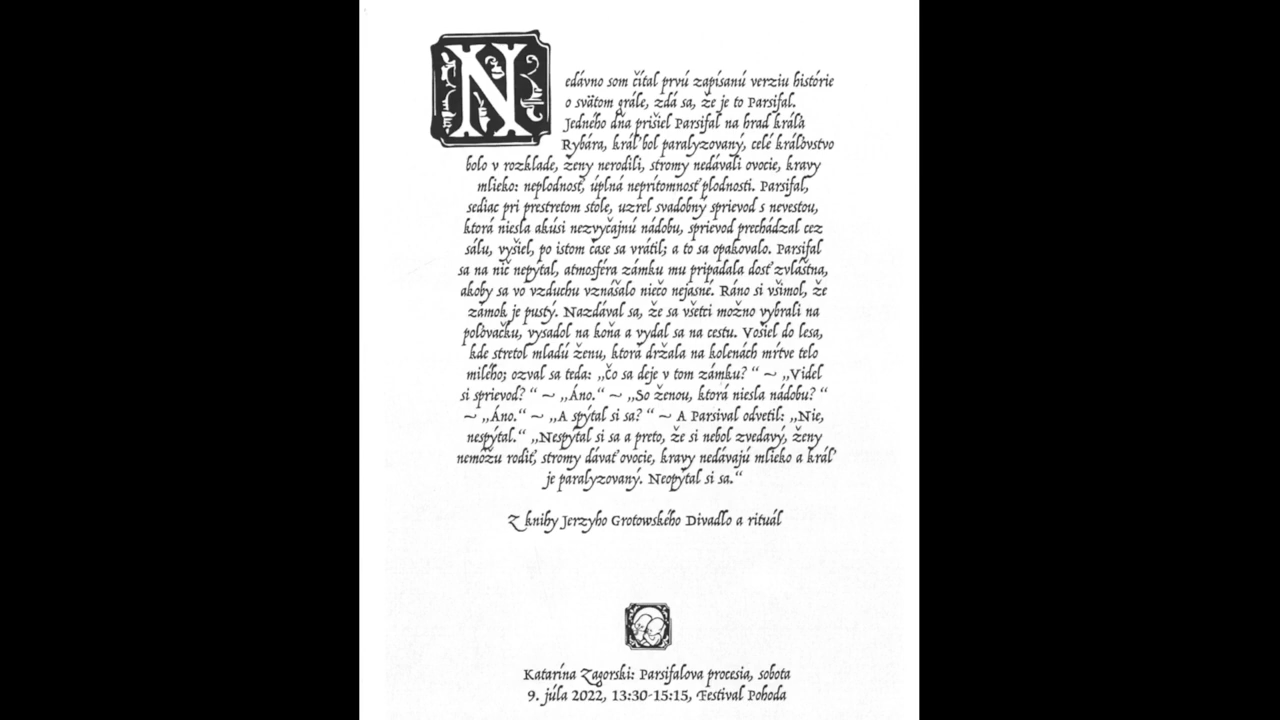 Nedávno som čítal prvú zapísanú verziu histórie
o svätom grále, zdá sa, že je to Parsifal.
Jedného dňa prišiel Parsifal na hrad kráľa
Rybára, kráľ bol paralyzovaný, celé kráľovstvo
bolo v rozklade, ženy nerodili, stromy nedávali ovocie, kravy
mlieko: neplodnosť, úplná neprítomnosť plodnosti. Parsifal,
sediac pri prestretom stole, uzrel svadobný sprievod s nevestou,
ktorá niesla akúsi nezvyčajnú nádobu, sprievod prechádzal cez
sálu, vyšiel, po istom čase sa vrátil; a to sa opakovalo. Parsifal
sa na nič nepýtal, atmosféra zámku mu pripadala dosť zvláštna,
akoby sa vo vzduchu vznášalo niečo nejasné. Ráno si všimol, že
zámok je pustý. Nazdával sa, že sa všetci možno vybrali na
poľovačku, vysadol na koňa a vydal sa na cestu. Vošiel do lesa,
kde stretol mladú ženu, ktorá držala na kolenách mŕtve telo
milého; ozval sa teda: „Čo sa deje v tom zámku? “ ~ „Videl
si sprievod? “ ~ „Áno.“ ~ „So ženou, ktorá niesla nádobu? “
~ „Áno.“ ~ „A spýtal si sa? “ ~ A Parsival odvetil: „Nie,
nespýtal.“ „Nespýtal si sa a preto, že si nebol zvedavý, ženy
nemôžu rodiť, stromy dávať ovocie, kravy nedávajú mlieko a kráľ
je paralyzovaný. Neopýtal si sa.“
Z knihy Jerzyho Grotowského Divadlo a rituál
Katarína Zagorski: Parsifalova procesia, sobota
9. júla 2022, 13:30-15:15, Festival Pohoda